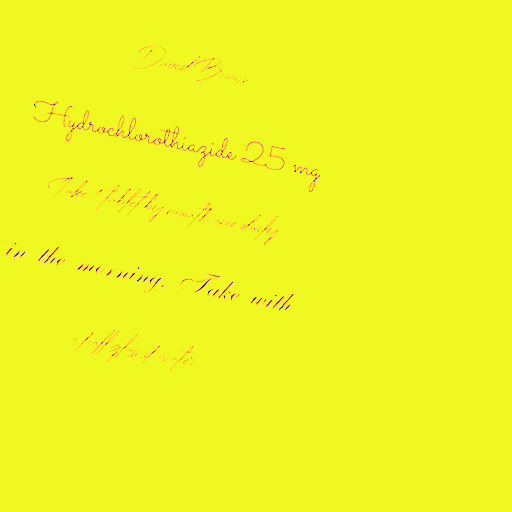 David Brown
Hydrochlorothiazide 25 mg
Take 1 tablet by mouth once daily
in the morning. Take with
a full glass of water